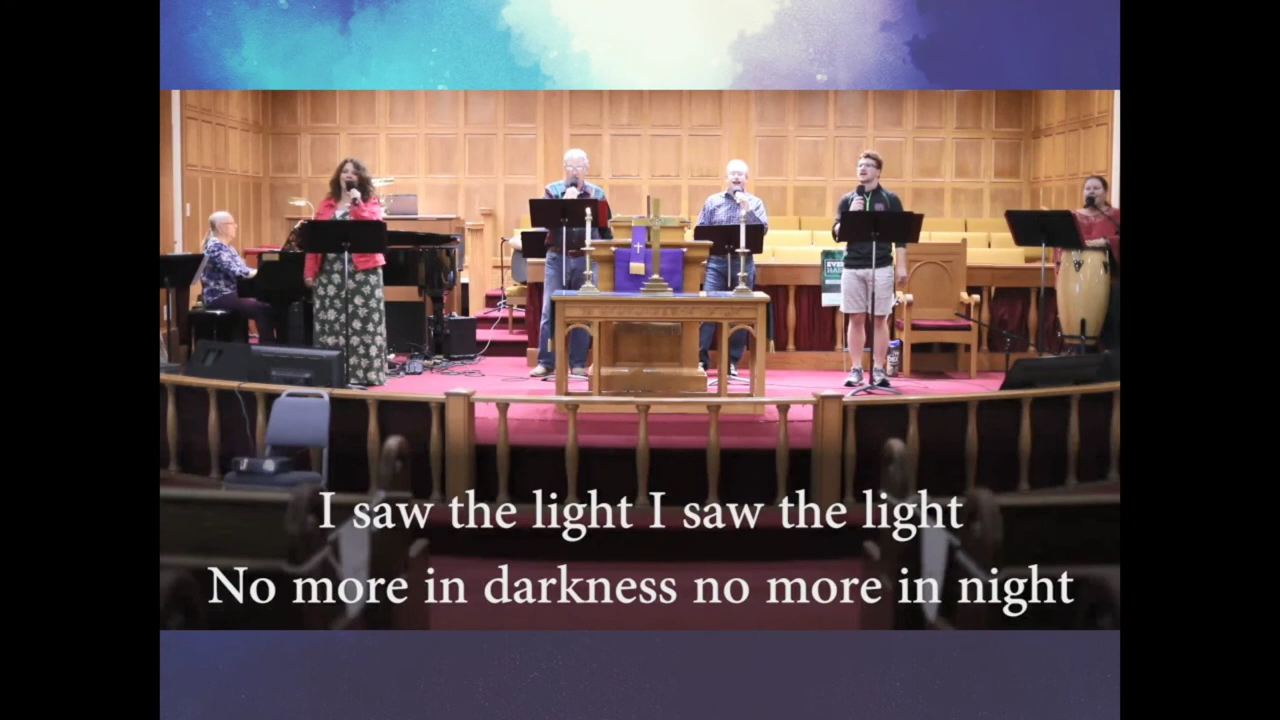 I saw the light I saw the light
No more in darkness no more in night